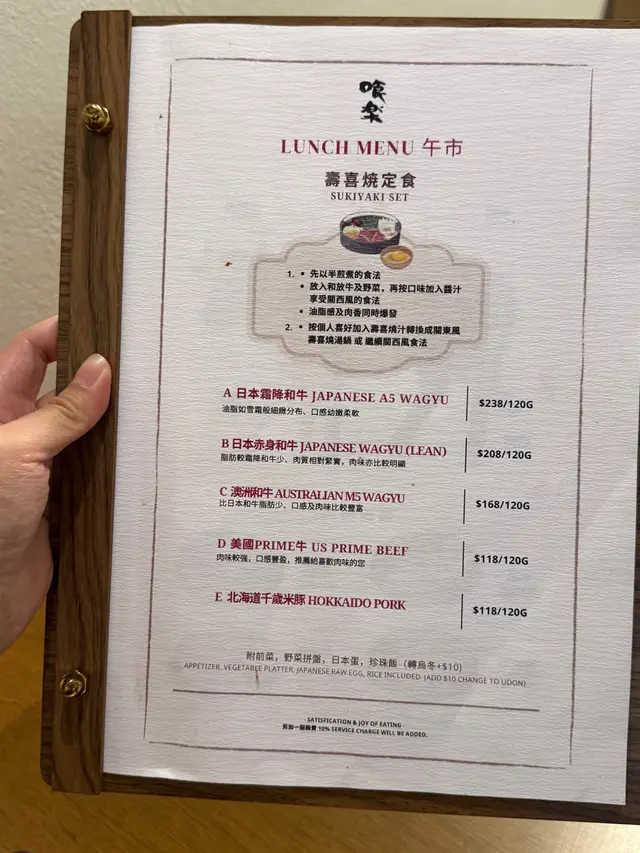 喰
楽
LUNCH MENU 午市
壽喜焼定食
SUKIYAKI SET
1. • 先以半煎煮的食法
• 放入和放牛及野菜，再按口味加入醬汁
享受關西風的食法
• 油脂感及肉香同時爆發
2. • 按個人喜好加入壽喜燒汁轉換成關東風
壽喜燒湯鍋 或 繼續關西風食法
A 日本霜降和牛 JAPANESE A5 WAGYU
$238/120G
油脂如雪霜般細緻分布、口感幼嫩柔軟
B 日本赤身和牛 JAPANESE WAGYU (LEAN)
$208/120G
脂肪較霜降和牛少、肉質相對緊實，肉味亦比較明顯
C 澳洲和牛 AUSTRALIAN M5 WAGYU
$168/120G
比日本和牛脂肪少、口感及肉味比較豐富
D 美國PRIME牛 US PRIME BEEF
$118/120G
肉味較強，口感豐盈，推薦給喜歡肉味的您
E 北海道千歲米豚 HOKKAIDO PORK
$118/120G
附前菜，野菜拼盤，日本蛋，珍珠飯（轉烏冬+$10）
APPETIZER, VEGETABLE PLATTER, JAPANESE RAW EGG, RICE INCLUDED (ADD $10 CHANGE TO UDON)
· SATISFICATION & JOY OF EATING ·
另加一服務費 10% SERVICE CHARGE WILL BE ADDED.